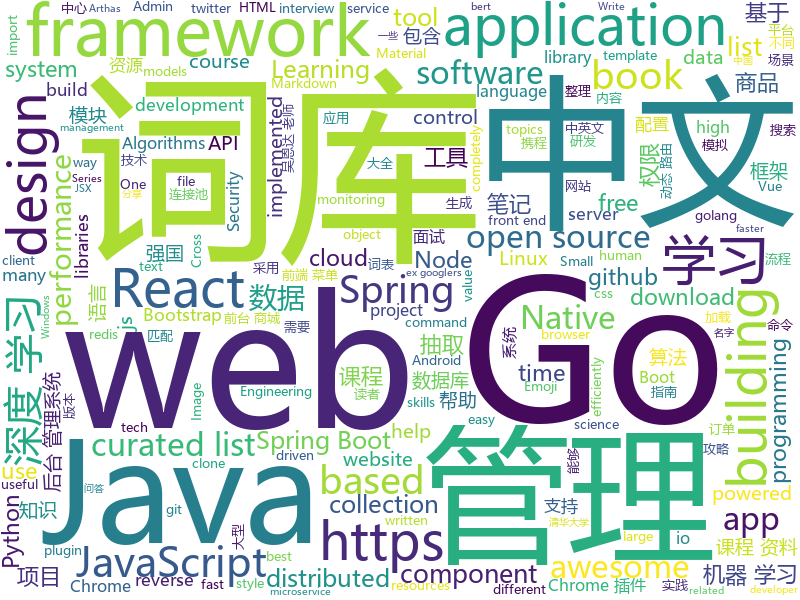 中心 Arthas Admin twitter HTML interview service 一些 bert Write 平台
import framework tool 包含 Material application 基于 中国 不同
资源 course library template list 场景
system models Learning Markdown software data book 商品 整理
build development language 内容
design 模块 词库 中文 control 中英文 配置 high 搜索
management Algorithms API implemented 吴恩达 老师 应用 topics 研发 API 模拟
performance way 技术 file 大全 工具 completely 携程 权限 框架
Series JSX One 连接池 Security monitoring 生成 笔记 网站 动态 路由 Vue
libraries 强国 Cross object 面试 front end free golang
client text React cloud Node server open source 学习 Small human
many js 语言 数据 Spring Linux github css 流程
深度 学习 Windows redis 采用 前端 菜单 词表 project ex googlers value download faster
Bootstrap 前台 商城 需要 command Native 加载
web Go 匹配 Android 抽取 系统 browser 算法 名字 命令
课程 数据库 time Emoji Boot 指南 版本
后台 管理系统 Image Engineering skills 帮助 efficiently building programming
curated list Spring Boot help science 读者 订单 攻略
use tech clone driven website easy 能够
useful Java based 管理 app powered 课程 资料
Python 知识 git https collection 支持 io
问答 written 清华大学 large
plugin JavaScript component awesome 机器 学习
项目 大型 best style resources
Chrome reverse fast distributed different Chrome 插件 实践 related
microservice developer
分享